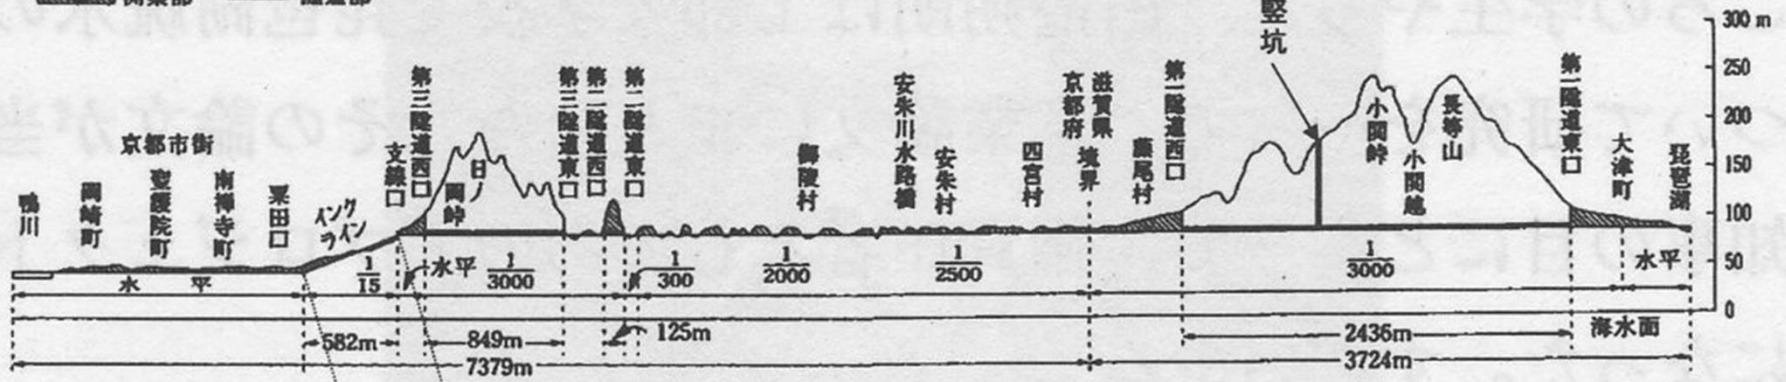 300 m
250
200
150
100
50
0
海水面
竪坑
京都市街
鴨川
岡崎町
聖護院町
南禅寺町
粟田口
インクライン
支線口
第三隧道西口
日ノ岡峠
第三隧道東口
第二隧道西口
第二隧道東口
御陵村
安朱川水路橋
安朱村
四宮村
京都府
滋賀県
境界
藤尾村
第一隧道西口
小関峠
小関越
長等山
第一隧道東口
大津町
琵琶湖
水平
1/15
水平
1/3000
1/300
1/2000
1/2500
1/3000
水平
582m
849m
125m
2436m
7379m
3724m